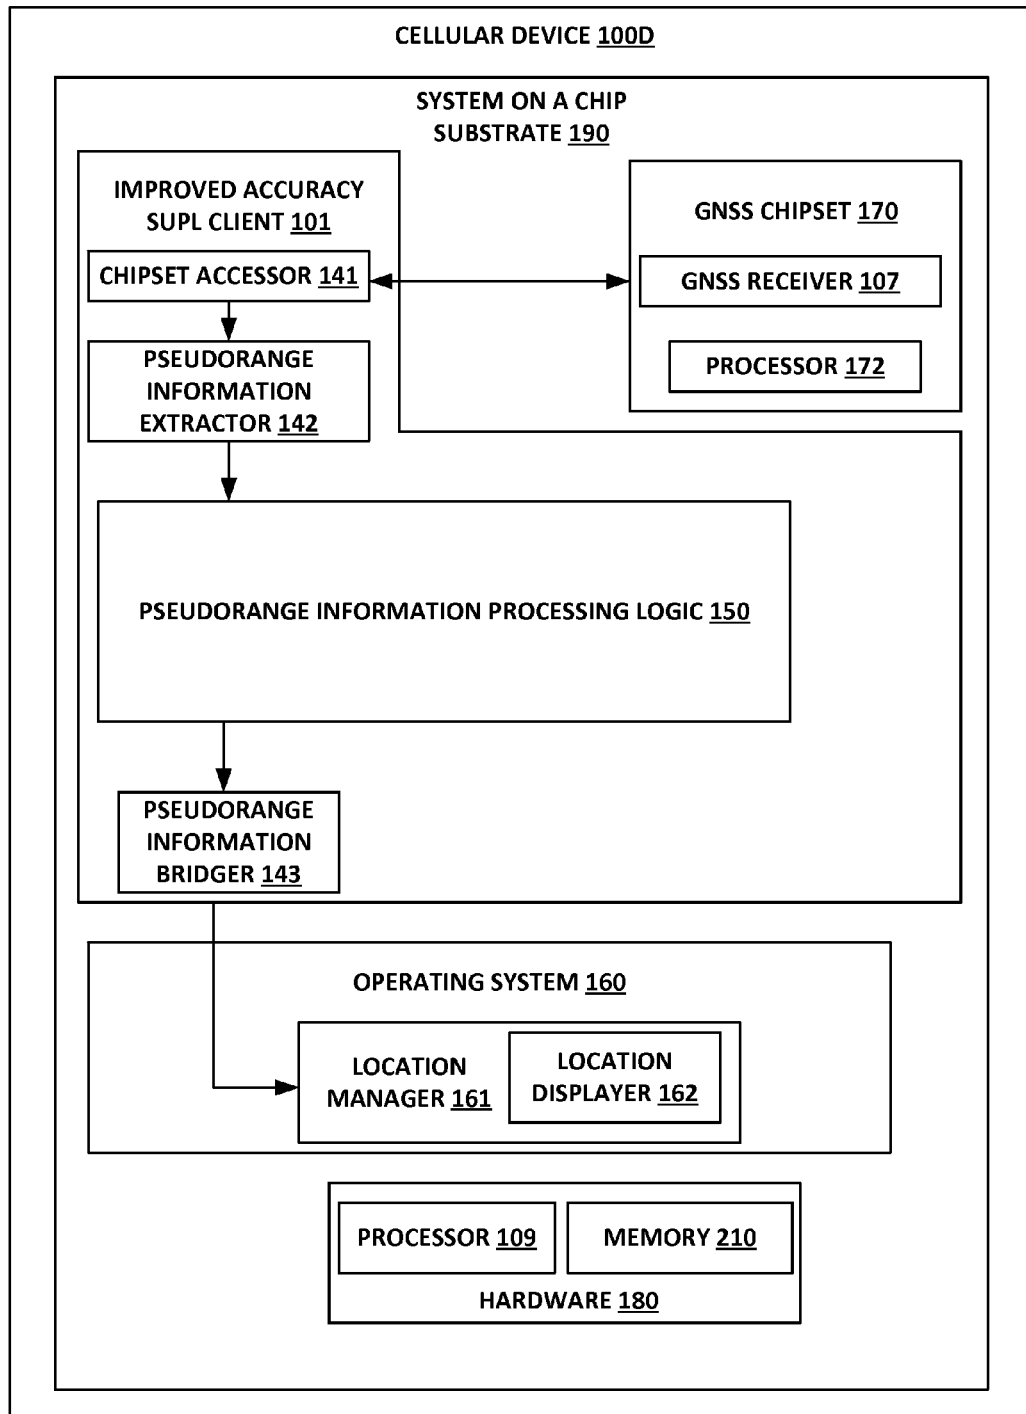 CELLULAR DEVICE 100D
SYSTEM ON A CHIP
SUBSTRATE 190
IMPROVED ACCURACY
SUPL CLIENT 101
CHIPSET ACCESSOR 141
PSEUDORANGE
INFORMATION
EXTRACTOR 142
GNSS CHIPSET 170
GNSS RECEIVER 107
PROCESSOR 172
PSEUDORANGE INFORMATION PROCESSING LOGIC 150
PSEUDORANGE
INFORMATION
BRIDGER 143
OPERATING SYSTEM 160
LOCATION
MANAGER 161
LOCATION
DISPLAYER 162
PROCESSOR 109
MEMORY 210
HARDWARE 180